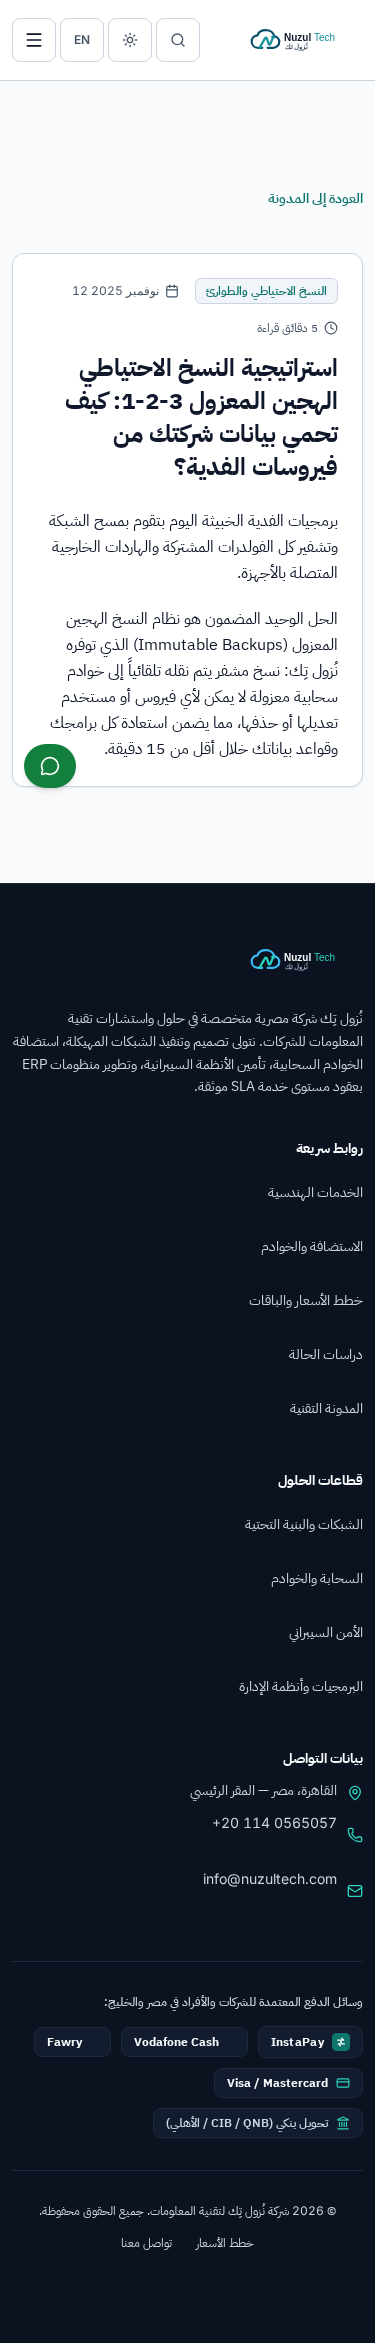 Nuzul Tech
نُزول تك
EN
العودة إلى المدونة
النسخ الاحتياطي والطوارئ
12 نوفمبر 2025
5 دقائق قراءة
استراتيجية النسخ الاحتياطي
الهجين المعزول 3-2-1: كيف
تحمي بيانات شركتك من
فيروسات الفدية؟
برمجيات الفدية الخبيثة اليوم بتقوم بمسح الشبكة
وتشفير كل الفولدرات المشتركة والهاردات الخارجية
المتصلة بالأجهزة.
الحل الوحيد المضمون هو نظام النسخ الهجين
المعزول (Immutable Backups) الذي توفره
نُزول تِك: نسخ مشفر يتم نقله تلقائياً إلى خوادم
سحابية معزولة لا يمكن لأي فيروس أو مستخدم
تعديلها أو حذفها، مما يضمن استعادة كل برامجك
وقواعد بياناتك خلال أقل من 15 دقيقة.
Nuzul Tech
نُزول تك
نُزول تِك شركة مصرية متخصصة في حلول واستشارات تقنية
المعلومات للشركات. نتولى تصميم وتنفيذ الشبكات المهيكلة، استضافة
الخوادم السحابية، تأمين الأنظمة السيبرانية، وتطوير منظومات ERP
بعقود مستوى خدمة SLA موثقة.
روابط سريعة
الخدمات الهندسية
الاستضافة والخوادم
خطط الأسعار والباقات
دراسات الحالة
المدونة التقنية
قطاعات الحلول
الشبكات والبنية التحتية
السحابة والخوادم
الأمن السيبراني
البرمجيات وأنظمة الإدارة
بيانات التواصل
القاهرة، مصر — المقر الرئيسي
+20 114 0565057
info@nuzultech.com
وسائل الدفع المعتمدة للشركات والأفراد في مصر والخليج:
InstaPay
Vodafone Cash
Fawry
Visa / Mastercard
تحويل بنكي (CIB / QNB / الأهلي)
© 2026 شركة نُزول تِك لتقنية المعلومات. جميع الحقوق محفوظة.
خطط الأسعار
تواصل معنا